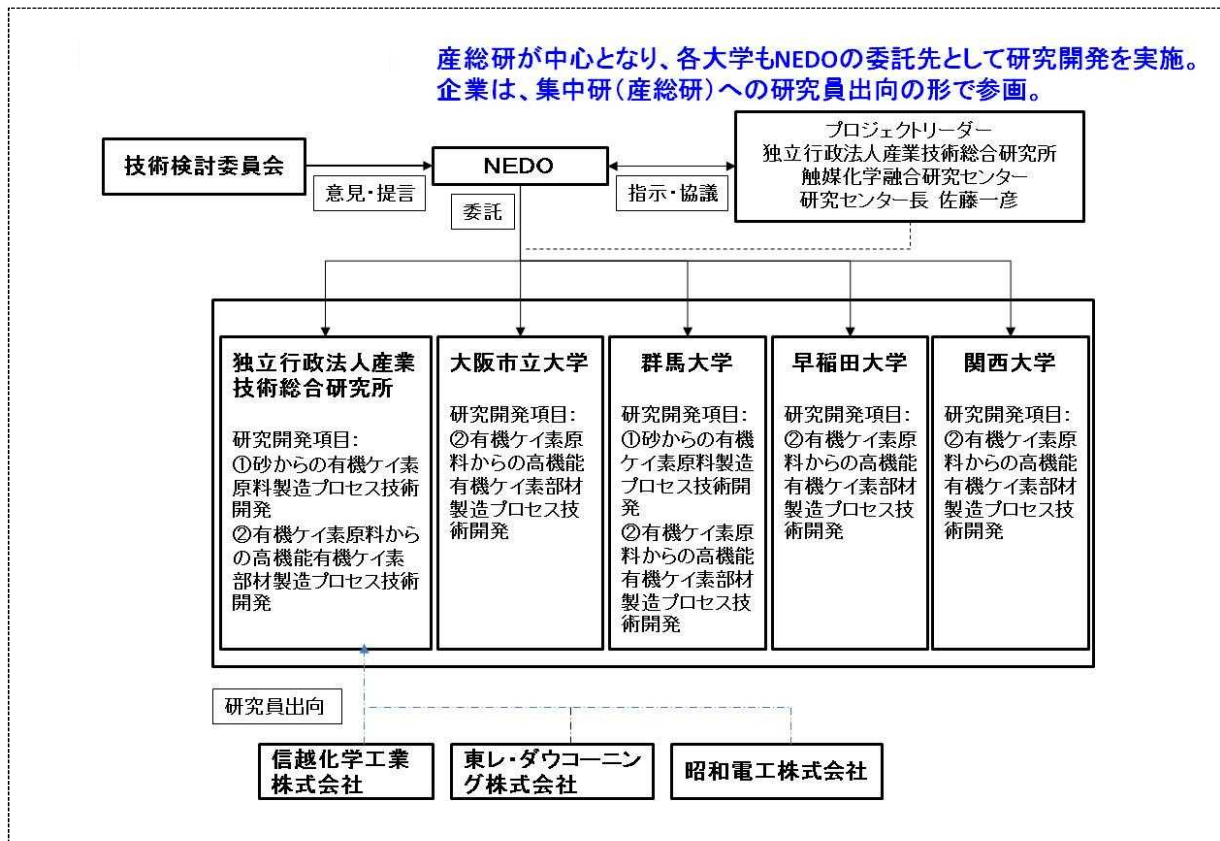 産総研が中心となり、各大学もNEDOの委託先として研究開発を実施。
企業は、集中研(産総研)への研究員出向の形で参画。
技術検討委員会
意見・提言
NEDO
委託
指示・協議
プロジェクトリーダー
独立行政法人産業技術総合研究所
触媒化学融合研究センター
研究センター長 佐藤一彦
独立行政法人産業
技術総合研究所
研究開発項目:
①砂からの有機ケイ素
原料製造プロセス技術
開発
②有機ケイ素原料から
の高機能有機ケイ素
部材製造プロセス技術
開発
大阪市立大学
研究開発項目:
②有機ケイ素原
料からの高機能
有機ケイ素部材
製造プロセス技
術開発
群馬大学
研究開発項目:
①砂からの有機
ケイ素原料製造
プロセス技術開
発
②有機ケイ素原
料からの高機能
有機ケイ素部材
製造プロセス技
術開発
早稲田大学
研究開発項目:
②有機ケイ素原
料からの高機能
有機ケイ素部材
製造プロセス技
術開発
関西大学
研究開発項目:
②有機ケイ素原
料からの高機能
有機ケイ素部材
製造プロセス技
術開発
研究員出向
信越化学工業
株式会社
東レ・ダウコーニン
グ株式会社
昭和電工株式会社